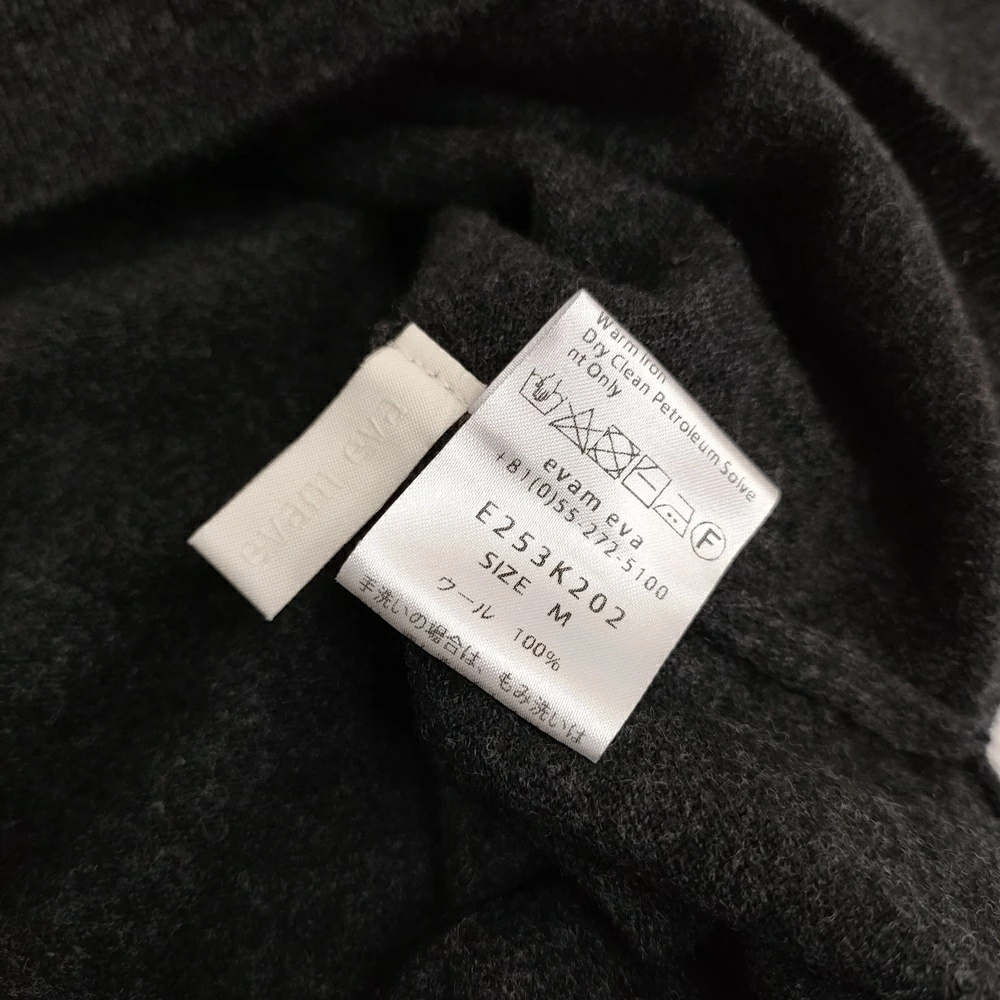 Warm Iron
Dry Clean Petroleum Solve
nt Only
F
evam eva
+81(0)55-272-5100
E253K202
SIZE M
ウール 100%
手洗いの場合は、もみ洗いは
evam eva